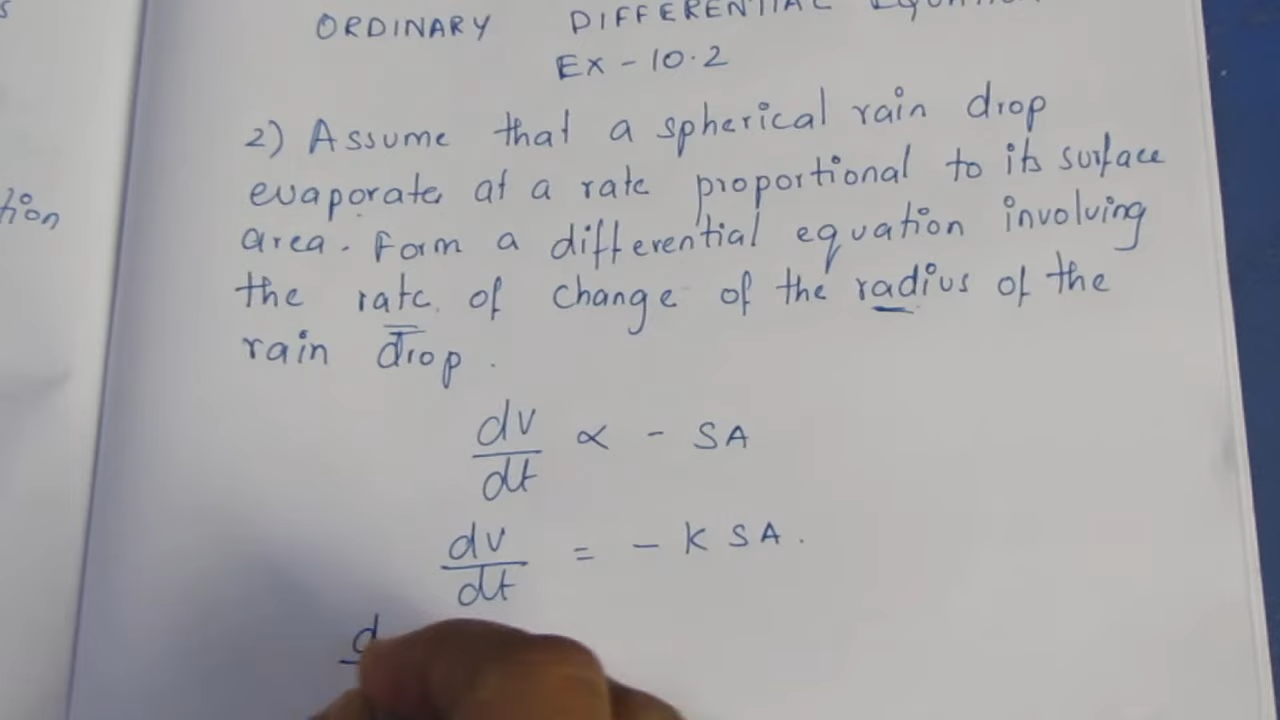 ORDINARY DIFFERENTIAL
Ex - 10.2
2) Assume that a spherical rain drop
evaporates at a rate proportional to its surface
area. Form a differential equation involving
the rate of change of the radius of the
rain drop.
dv/dt ∝ - SA
dv/dt = - K SA.
d
tion